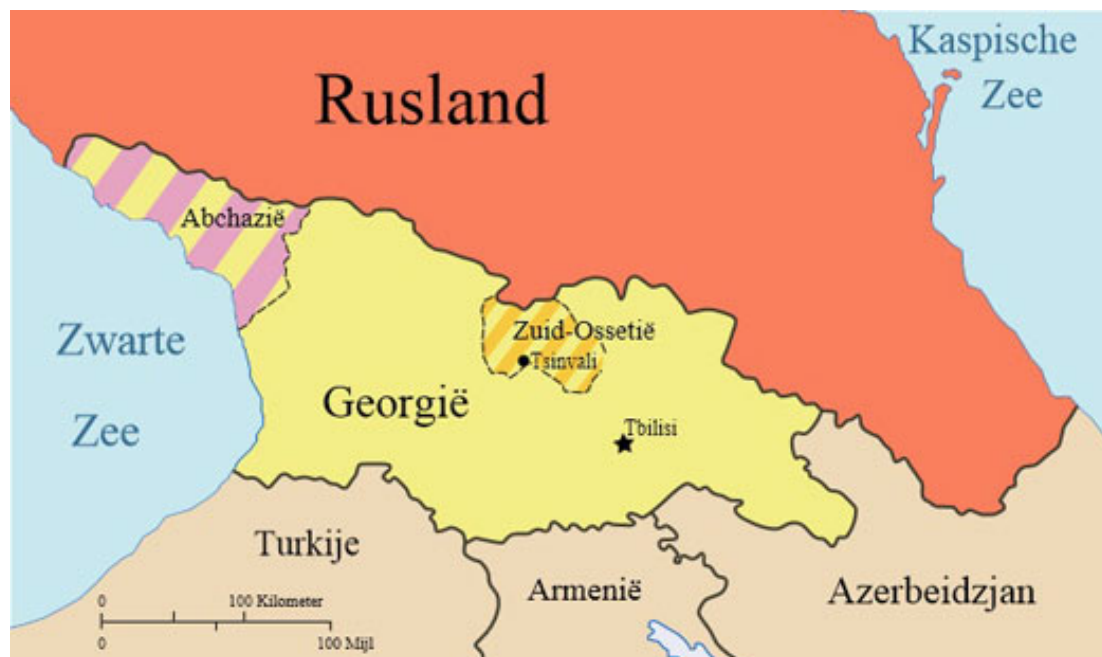 Kaspische
Zee
Rusland
Abchazië
Zuid-Ossetië
Tsinvali
Zwarte
Zee
Georgië
Tbilisi
Turkije
Armenië
Azerbeidzjan
0 100 Kilometer
0 100 Mijl